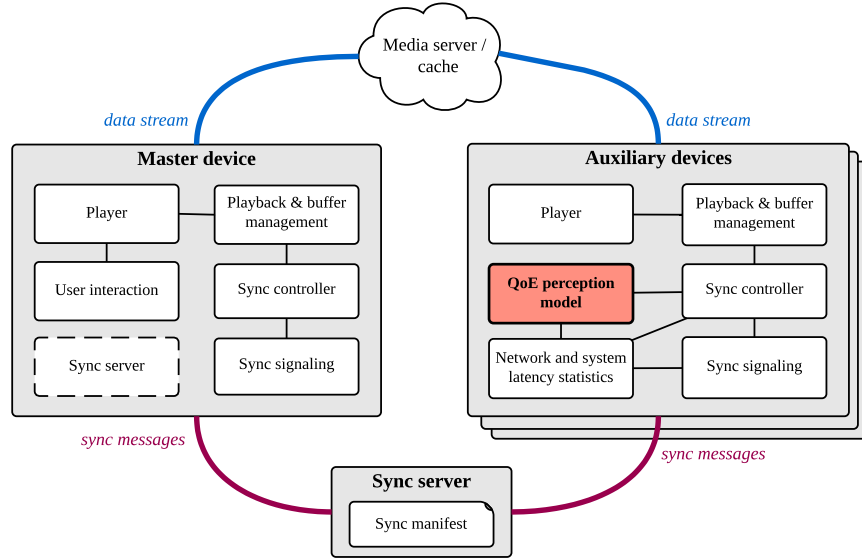 Media server /
cache
data stream
data stream
Master device
Player
Playback & buffer
management
User interaction
Sync controller
Sync server
Sync signaling
Auxiliary devices
Player
Playback & buffer
management
QoE perception
model
Sync controller
Network and system
latency statistics
Sync signaling
sync messages
sync messages
Sync server
Sync manifest